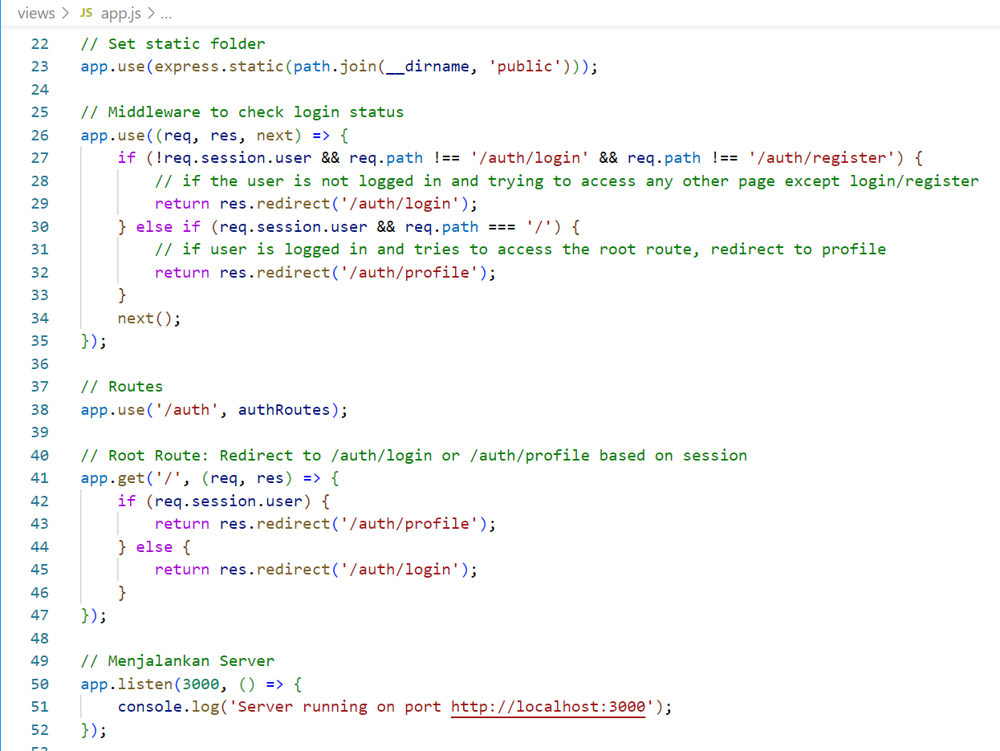 views > JS app.js > ...
22 // Set static folder
23 app.use(express.static(path.join(__dirname, 'public')));
24
25 // Middleware to check login status
26 app.use((req, res, next) => {
27     if (!req.session.user && req.path !== '/auth/login' && req.path !== '/auth/register') {
28         // if the user is not logged in and trying to access any other page except login/register
29         return res.redirect('/auth/login');
30     } else if (req.session.user && req.path === '/') {
31         // if user is logged in and tries to access the root route, redirect to profile
32         return res.redirect('/auth/profile');
33     }
34     next();
35 });
36
37 // Routes
38 app.use('/auth', authRoutes);
39
40 // Root Route: Redirect to /auth/login or /auth/profile based on session
41 app.get('/', (req, res) => {
42     if (req.session.user) {
43         return res.redirect('/auth/profile');
44     } else {
45         return res.redirect('/auth/login');
46     }
47 });
48
49 // Menjalankan Server
50 app.listen(3000, () => {
51     console.log('Server running on port http://localhost:3000');
52 });
53